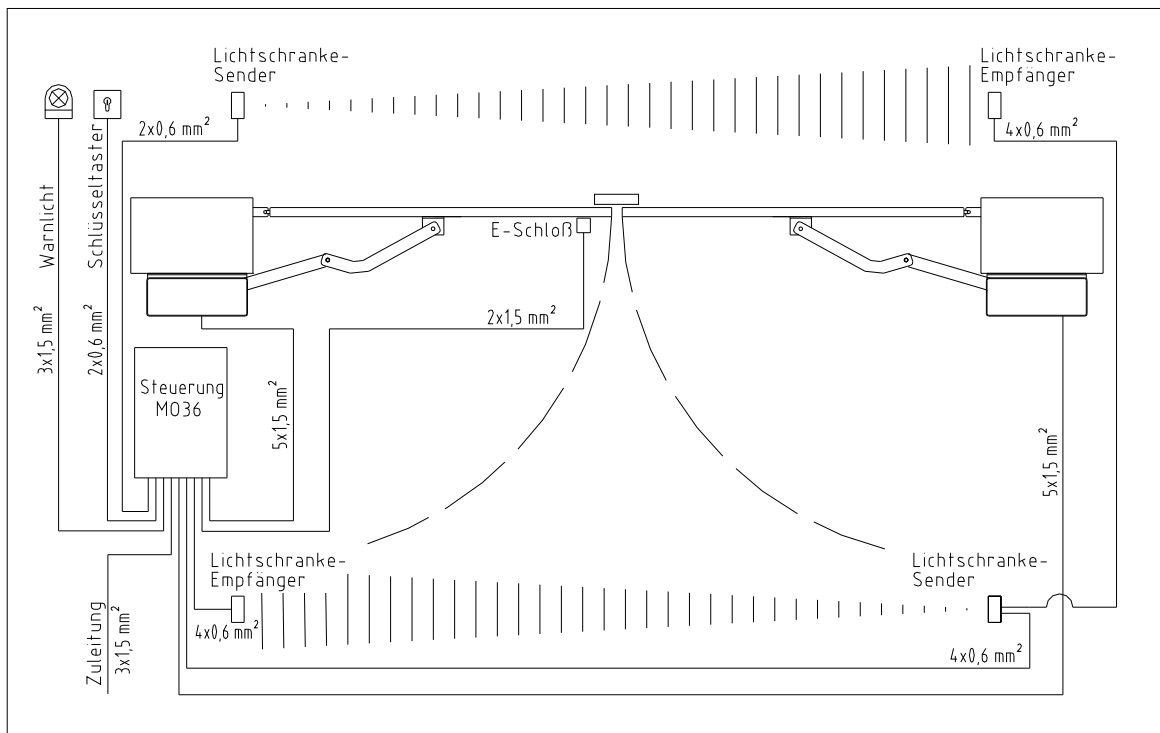 Lichtschranke-
Sender
Lichtschranke-
Empfänger
2x0,6 mm²
4x0,6 mm²
Warnlicht
3x1,5 mm²
Schlüsseltaster
2x0,6 mm²
E-Schloß
2x1,5 mm²
Steuerung
M036
5x1,5 mm²
5x1,5 mm²
Lichtschranke-
Empfänger
Lichtschranke-
Sender
Zuleitung
3x1,5 mm²
4x0,6 mm²
4x0,6 mm²